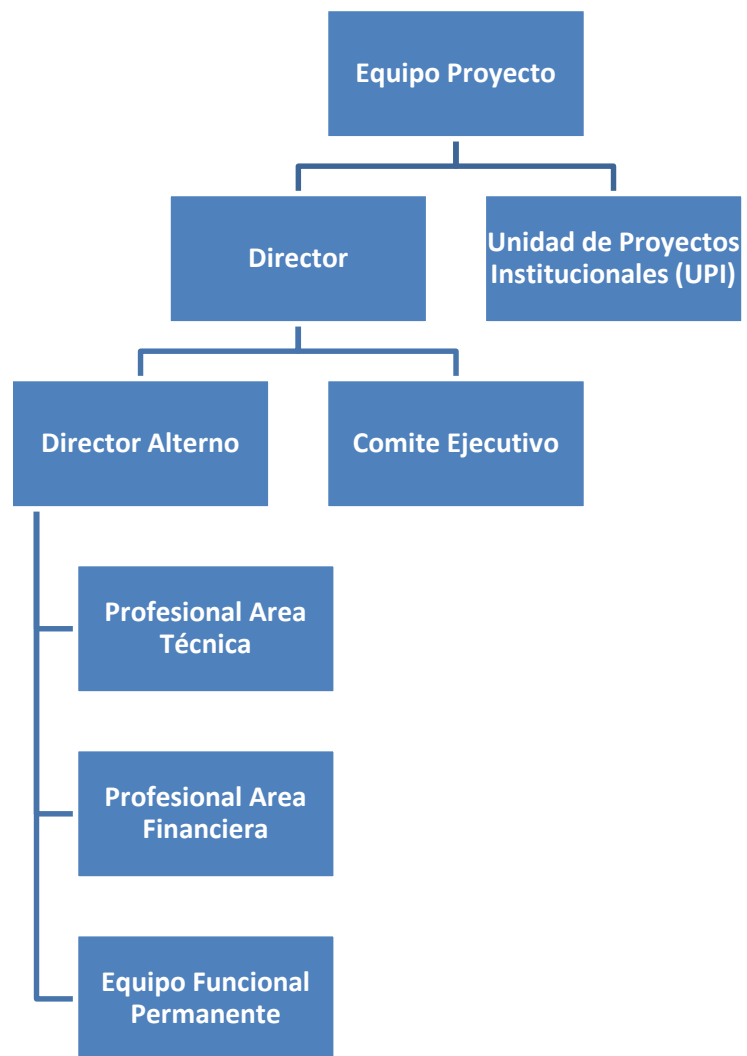 Equipo Proyecto
Director
Unidad de Proyectos
Institucionales (UPI)
Director Alterno
Comite Ejecutivo
Profesional Area
Técnica
Profesional Area
Financiera
Equipo Funcional
Permanente